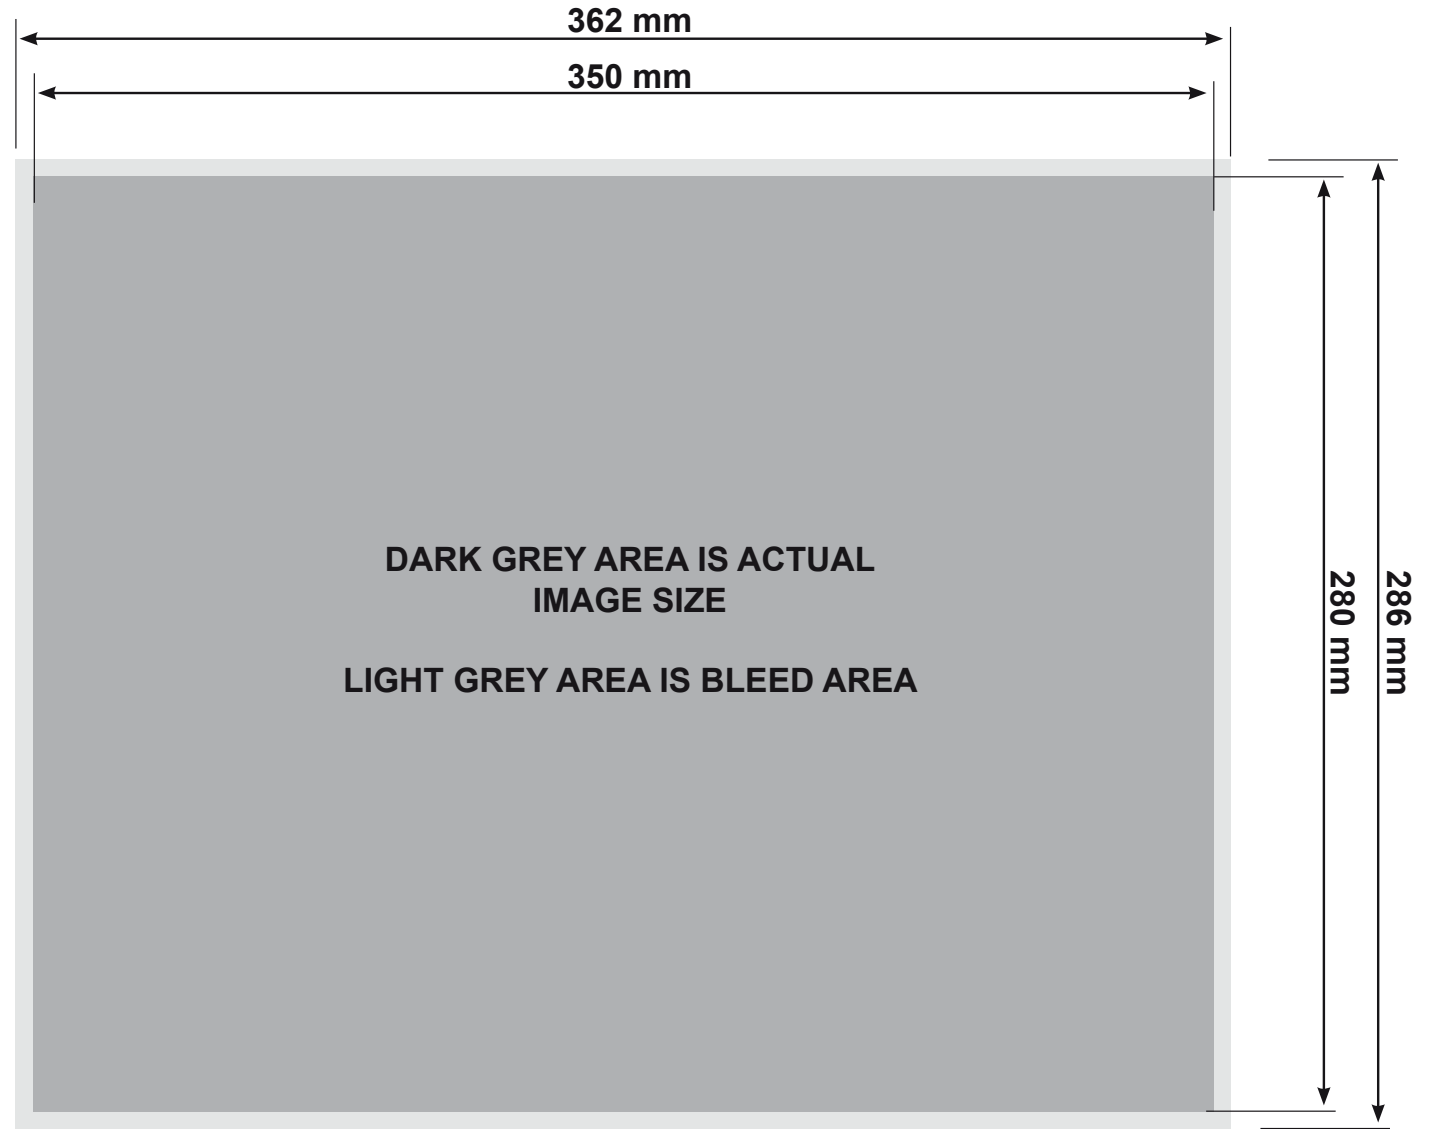 362 mm
350 mm
DARK GREY AREA IS ACTUAL
IMAGE SIZE
LIGHT GREY AREA IS BLEED AREA
280 mm
286 mm